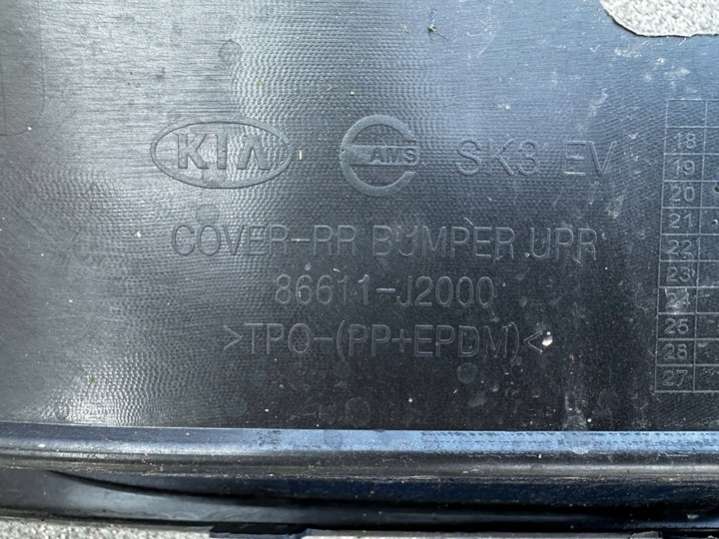 KIA AMS SK3 EV
COVER-RR BUMPER UPR
86611-J2000
>TPO-(PP+EPDM)<
18
19
20
21
22
23
24
25
26
27